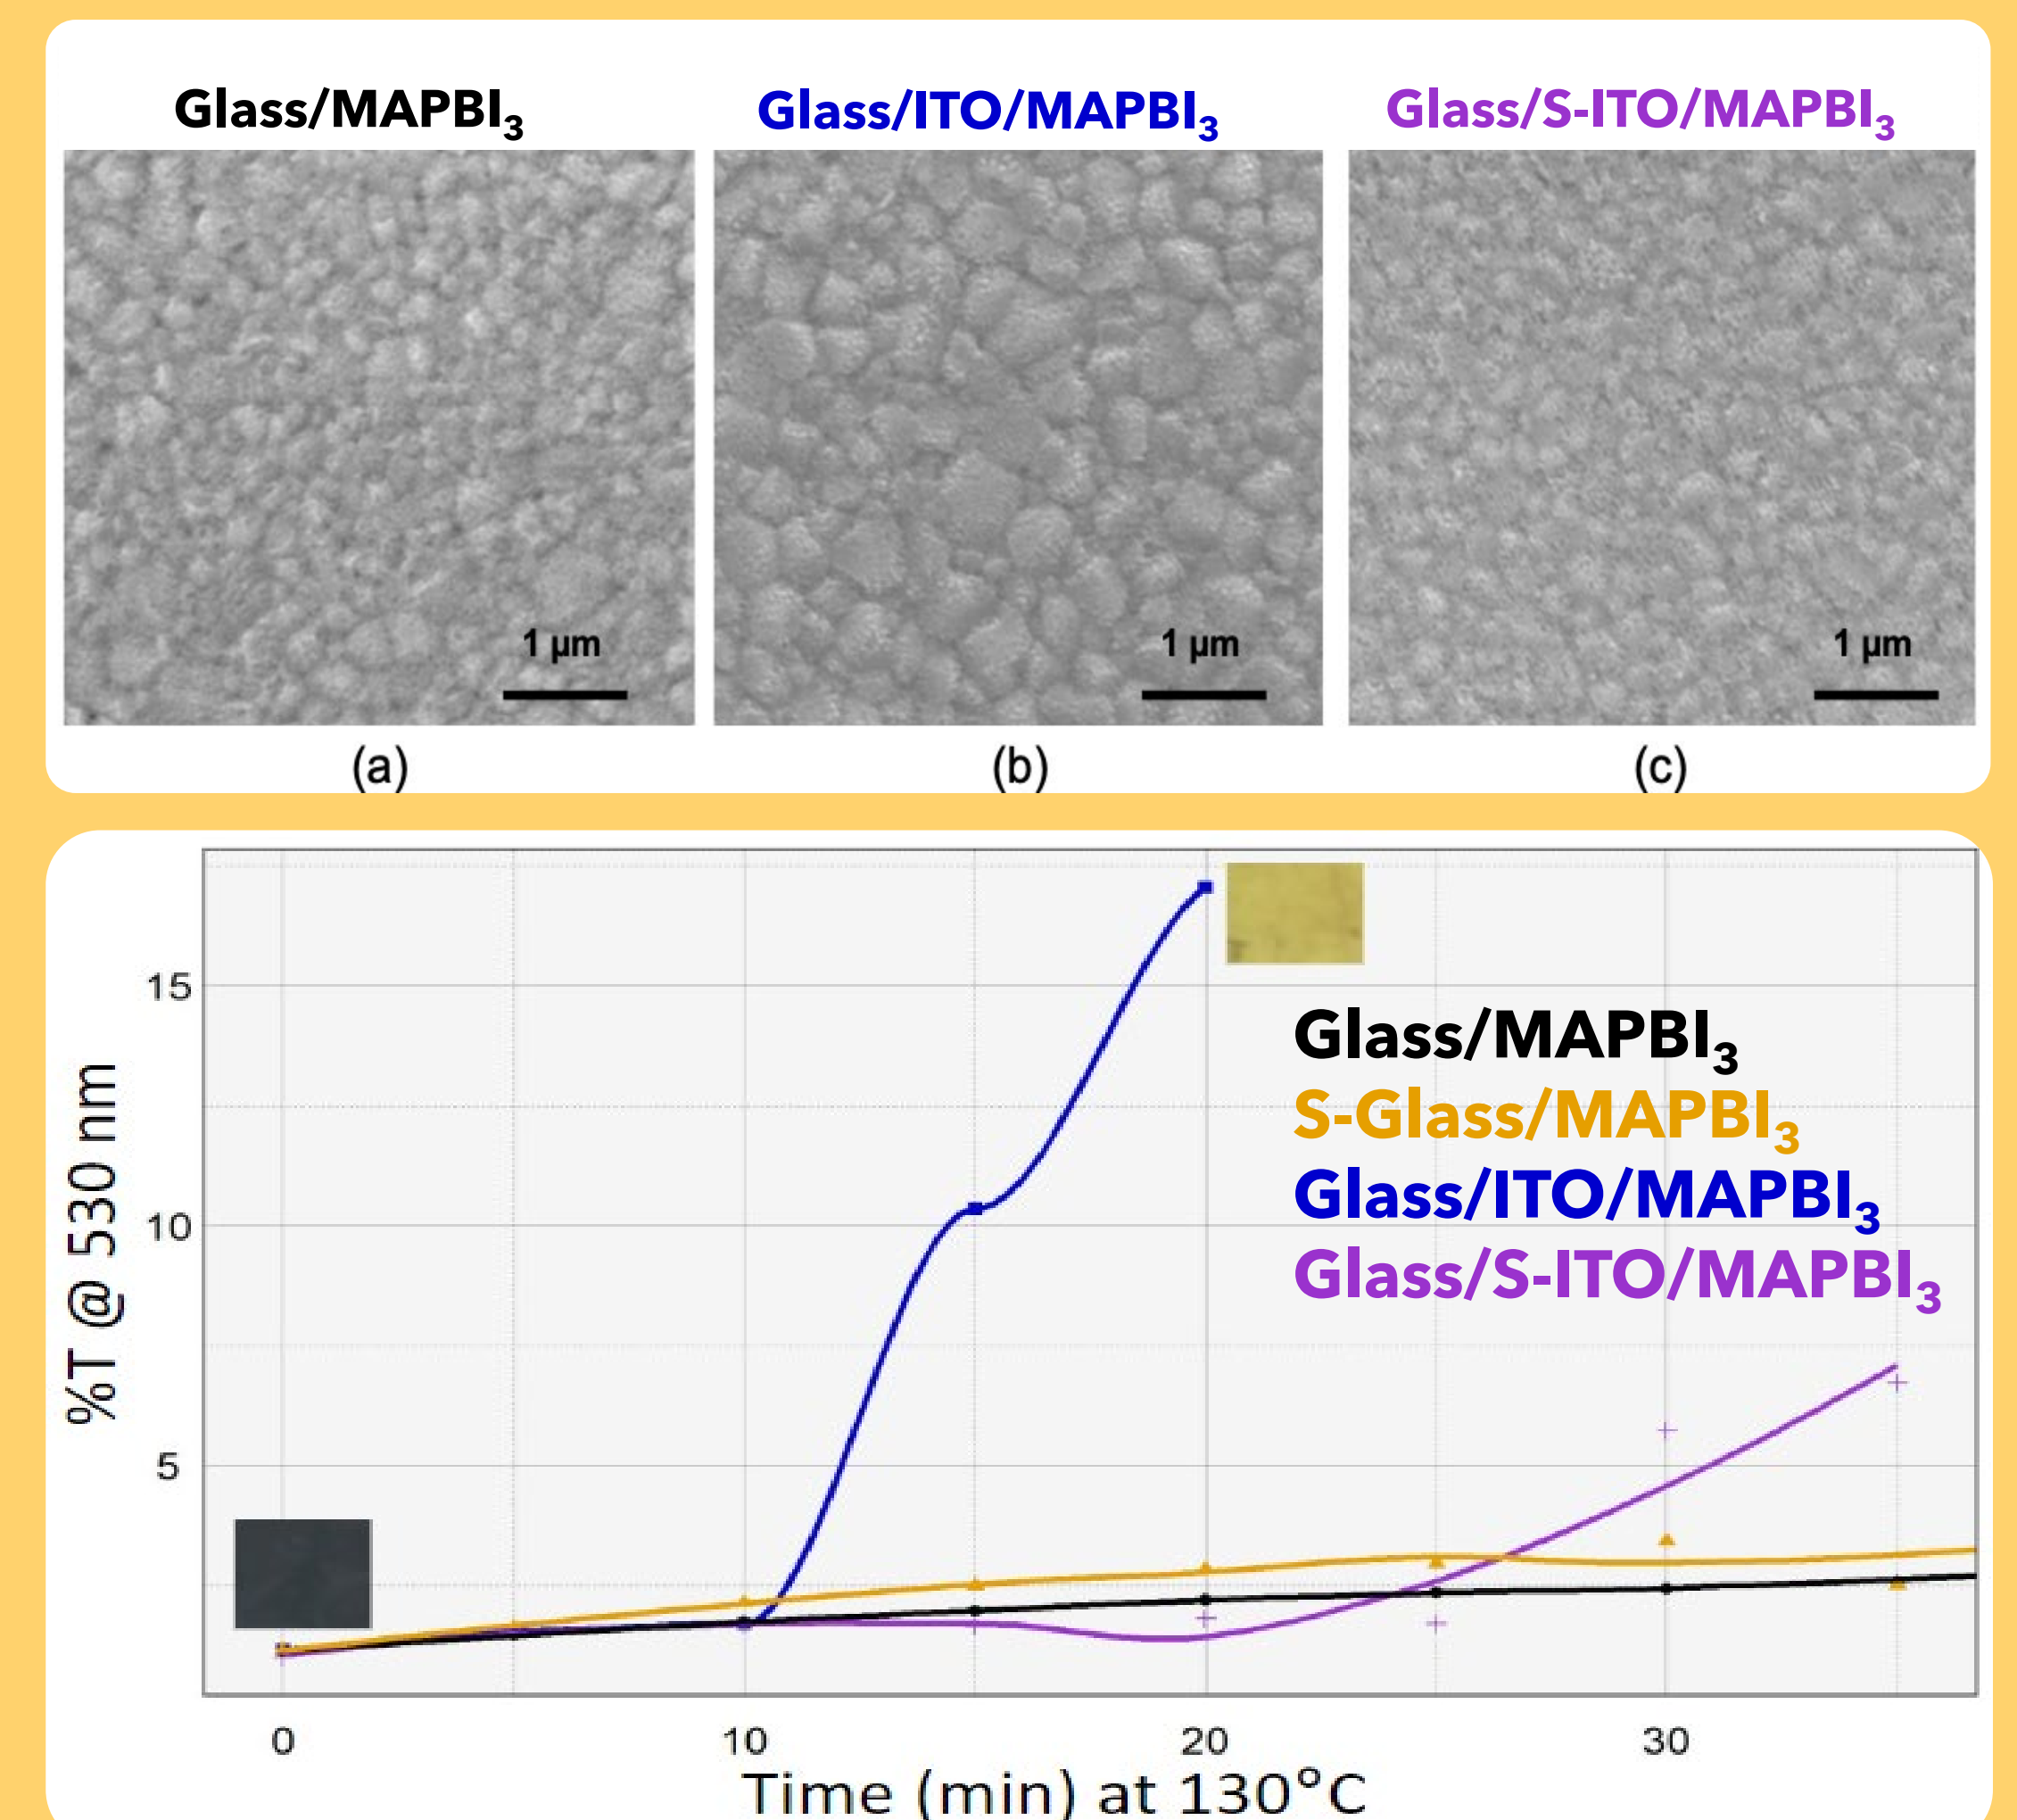 Glass/MAPBI₃ Glass/ITO/MAPBI₃ Glass/S-ITO/MAPBI₃
1 µm 1 µm 1 µm
(a) (b) (c)
%T @ 530 nm
15
10
5
Glass/MAPBI₃
S-Glass/MAPBI₃
Glass/ITO/MAPBI₃
Glass/S-ITO/MAPBI₃
0 10 20 30
Time (min) at 130°C